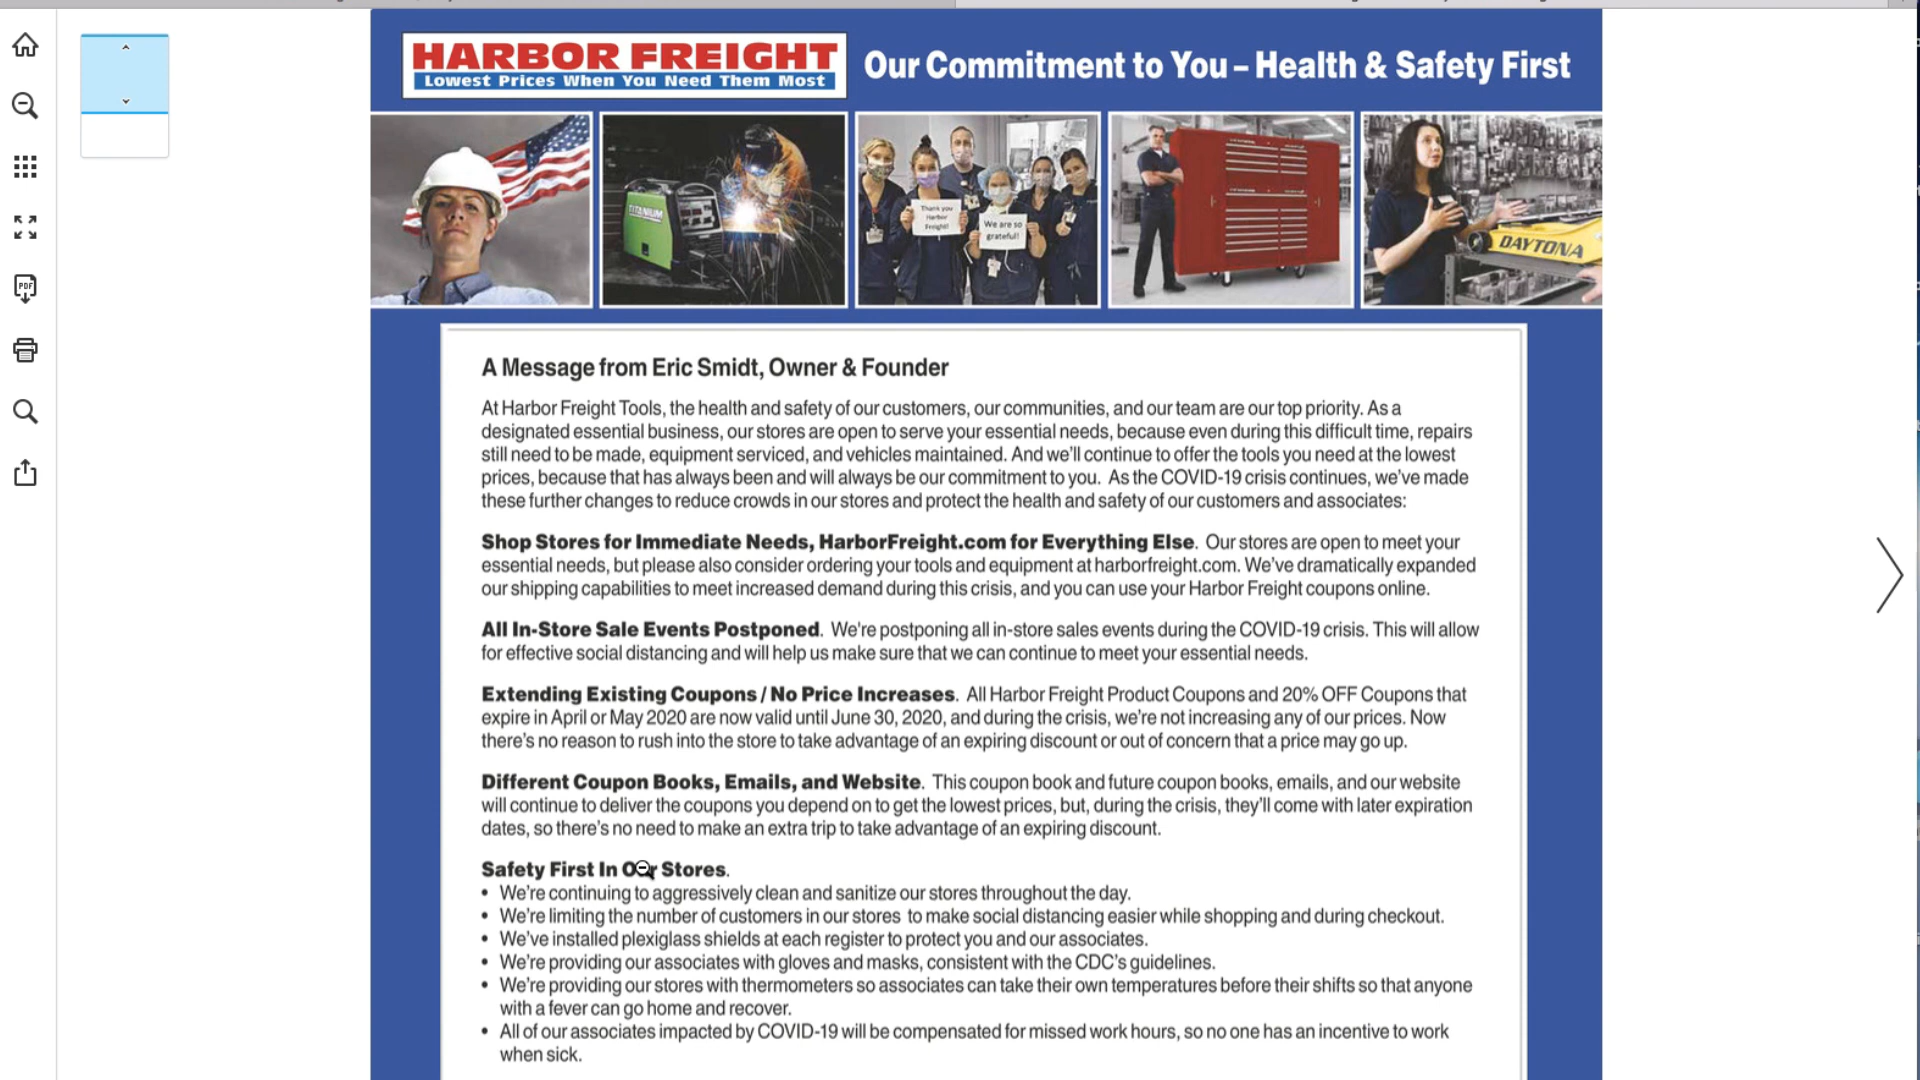 HARBOR FREIGHT
Lowest Prices When You Need Them Most
Our Commitment to You – Health & Safety First
TITANIUM
Thank you
Harbor
Freight!
We are so
grateful!
DAYTONA
PDF
A Message from Eric Smidt, Owner & Founder
At Harbor Freight Tools, the health and safety of our customers, our communities, and our team are our top priority. As a
designated essential business, our stores are open to serve your essential needs, because even during this difficult time, repairs
still need to be made, equipment serviced, and vehicles maintained. And we'll continue to offer the tools you need at the lowest
prices, because that has always been and will always be our commitment to you. As the COVID-19 crisis continues, we've made
these further changes to reduce crowds in our stores and protect the health and safety of our customers and associates:
Shop Stores for Immediate Needs, HarborFreight.com for Everything Else. Our stores are open to meet your
essential needs, but please also consider ordering your tools and equipment at harborfreight.com. We've dramatically expanded
our shipping capabilities to meet increased demand during this crisis, and you can use your Harbor Freight coupons online.
All In-Store Sale Events Postponed. We're postponing all in-store sales events during the COVID-19 crisis. This will allow
for effective social distancing and will help us make sure that we can continue to meet your essential needs.
Extending Existing Coupons / No Price Increases. All Harbor Freight Product Coupons and 20% OFF Coupons that
expire in April or May 2020 are now valid until June 30, 2020, and during the crisis, we're not increasing any of our prices. Now
there's no reason to rush into the store to take advantage of an expiring discount or out of concern that a price may go up.
Different Coupon Books, Emails, and Website. This coupon book and future coupon books, emails, and our website
will continue to deliver the coupons you depend on to get the lowest prices, but, during the crisis, they'll come with later expiration
dates, so there's no need to make an extra trip to take advantage of an expiring discount.
Safety First In Our Stores.
• We're continuing to aggressively clean and sanitize our stores throughout the day.
• We're limiting the number of customers in our stores to make social distancing easier while shopping and during checkout.
• We've installed plexiglass shields at each register to protect you and our associates.
• We're providing our associates with gloves and masks, consistent with the CDC's guidelines.
• We're providing our stores with thermometers so associates can take their own temperatures before their shifts so that anyone
with a fever can go home and recover.
• All of our associates impacted by COVID-19 will be compensated for missed work hours, so no one has an incentive to work
when sick.